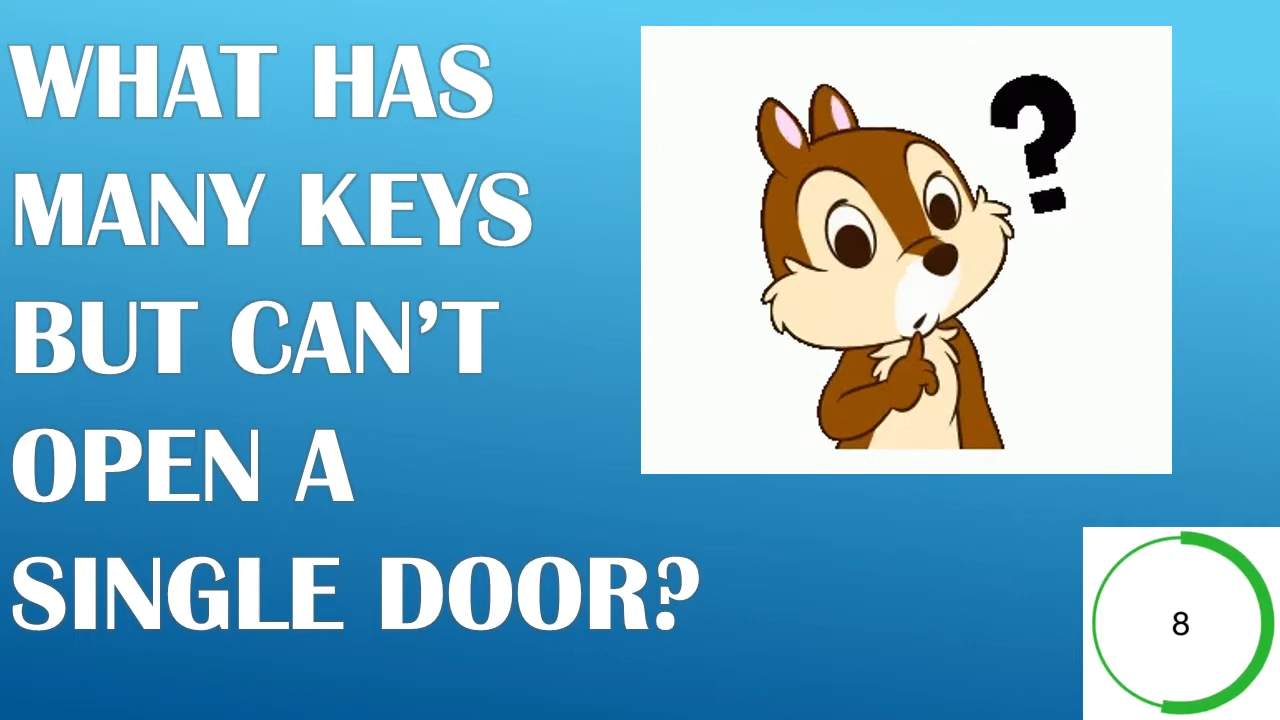 WHAT HAS
MANY KEYS
BUT CAN’T
OPEN A
SINGLE DOOR?
?
8